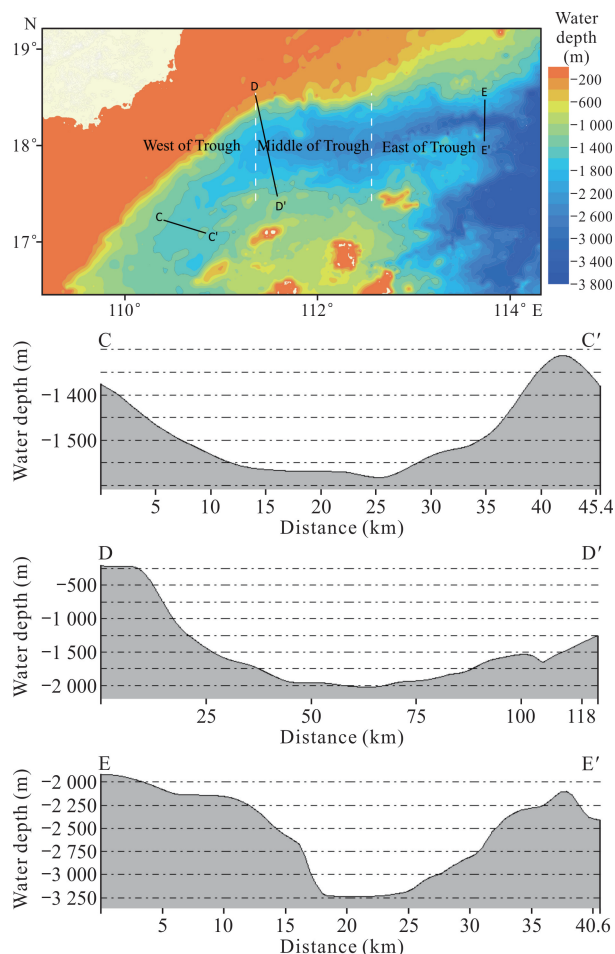 N
Water
depth
(m)
19°
18°
17°
110°
112°
114° E
D
E
West of Trough
Middle of Trough
East of Trough
E'
D'
C
C'
−200
−600
−1 000
−1 400
−1 800
−2 200
−2 600
−3 000
−3 400
−3 800
C
C′
Water depth (m)
−1 400
−1 500
5
10
15
20
25
30
35
40
45.4
Distance (km)
D
D′
Water depth (m)
−500
−1 000
−1 500
−2 000
25
50
75
100
118
Distance (km)
E
E′
Water depth (m)
−2 000
−2 250
−2 500
−2 750
−3 000
−3 250
5
10
15
20
25
30
35
40.6
Distance (km)